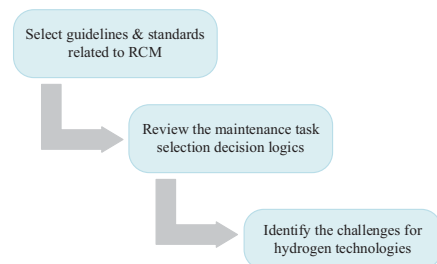 Select guidelines & standards
related to RCM
Review the maintenance task
selection decision logics
Identify the challenges for
hydrogen technologies